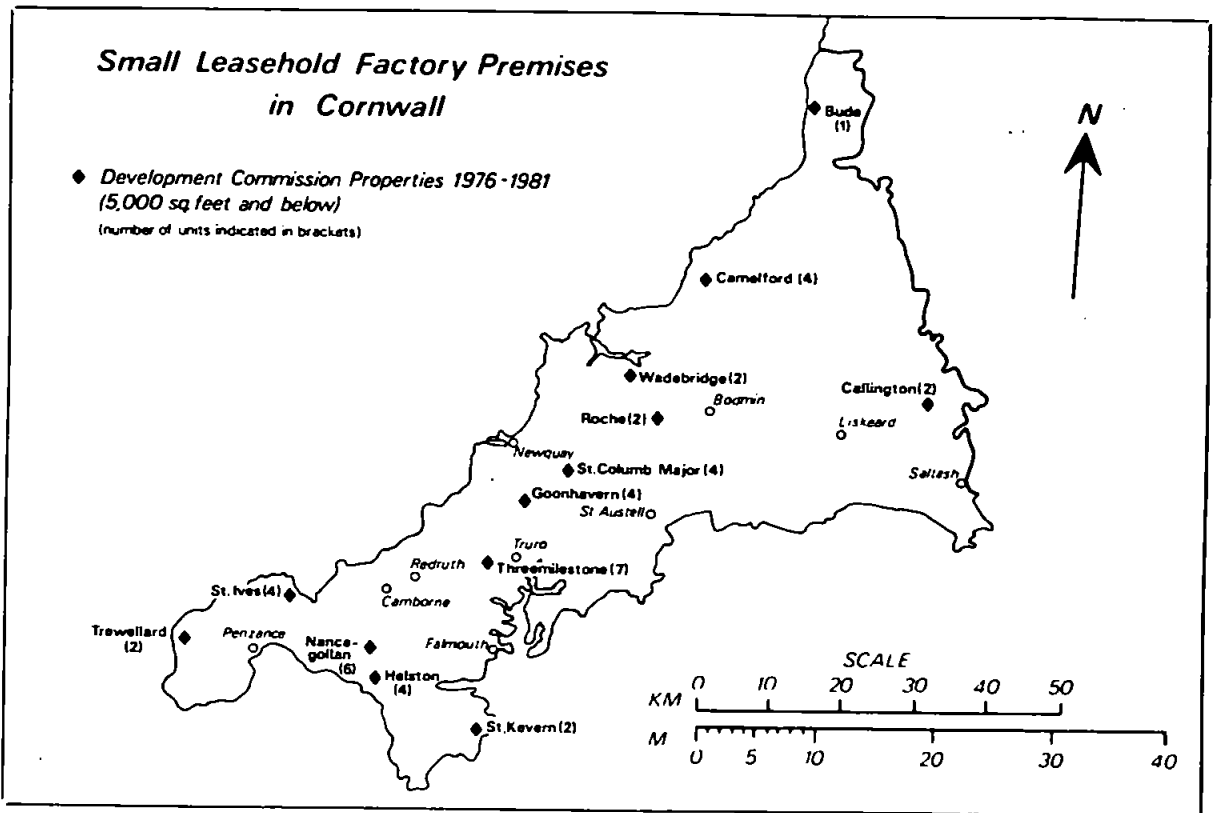 Small Leasehold Factory Premises
in Cornwall
◆ Development Commission Properties 1976-1981
(5,000 sq. feet and below)
(number of units indicated in brackets)
N
Bude
(1)
Camelford (4)
Wadebridge (2)
Callington (2)
Bodmin
Roche (2)
Liskeard
Newquay
St. Columb Major (4)
Saltash
Goonhavern (4)
St Austell
Truro
Threemilestone (7)
Redruth
Camborne
St. Ives (4)
Trewellard
(2)
Penzance
Nance-
gollan
(6)
Falmouth
Helston
(4)
St. Kevern (2)
SCALE
KM 0 10 20 30 40 50
M 0 5 10 20 30 40